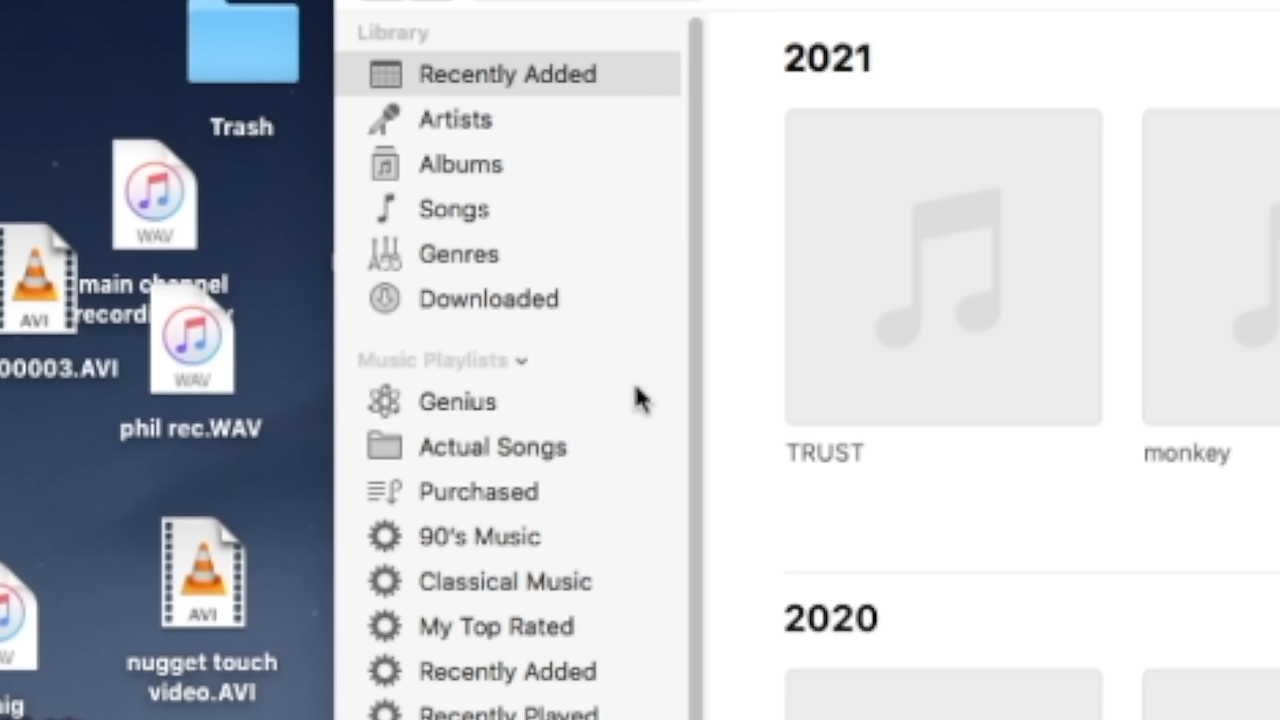 Trash
WAV
main channel
AVI
00003.AVI
WAV
phil rec.WAV
AVI
nugget touch
video.AVI
Library
Recently Added
Artists
Albums
Songs
Genres
Downloaded
Music Playlists
Genius
Actual Songs
Purchased
90's Music
Classical Music
My Top Rated
Recently Added
Recently Played
2021
TRUST
monkey
2020